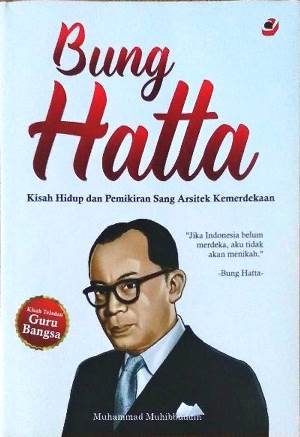 Bung
Hatta
Kisah Hidup dan Pemikiran Sang Arsitek Kemerdekaan
"Jika Indonesia belum
merdeka, aku tidak
akan menikah."
-Bung Hatta-
Kisah Teladan
Guru
Bangsa
Muhammad Muhibbuddin